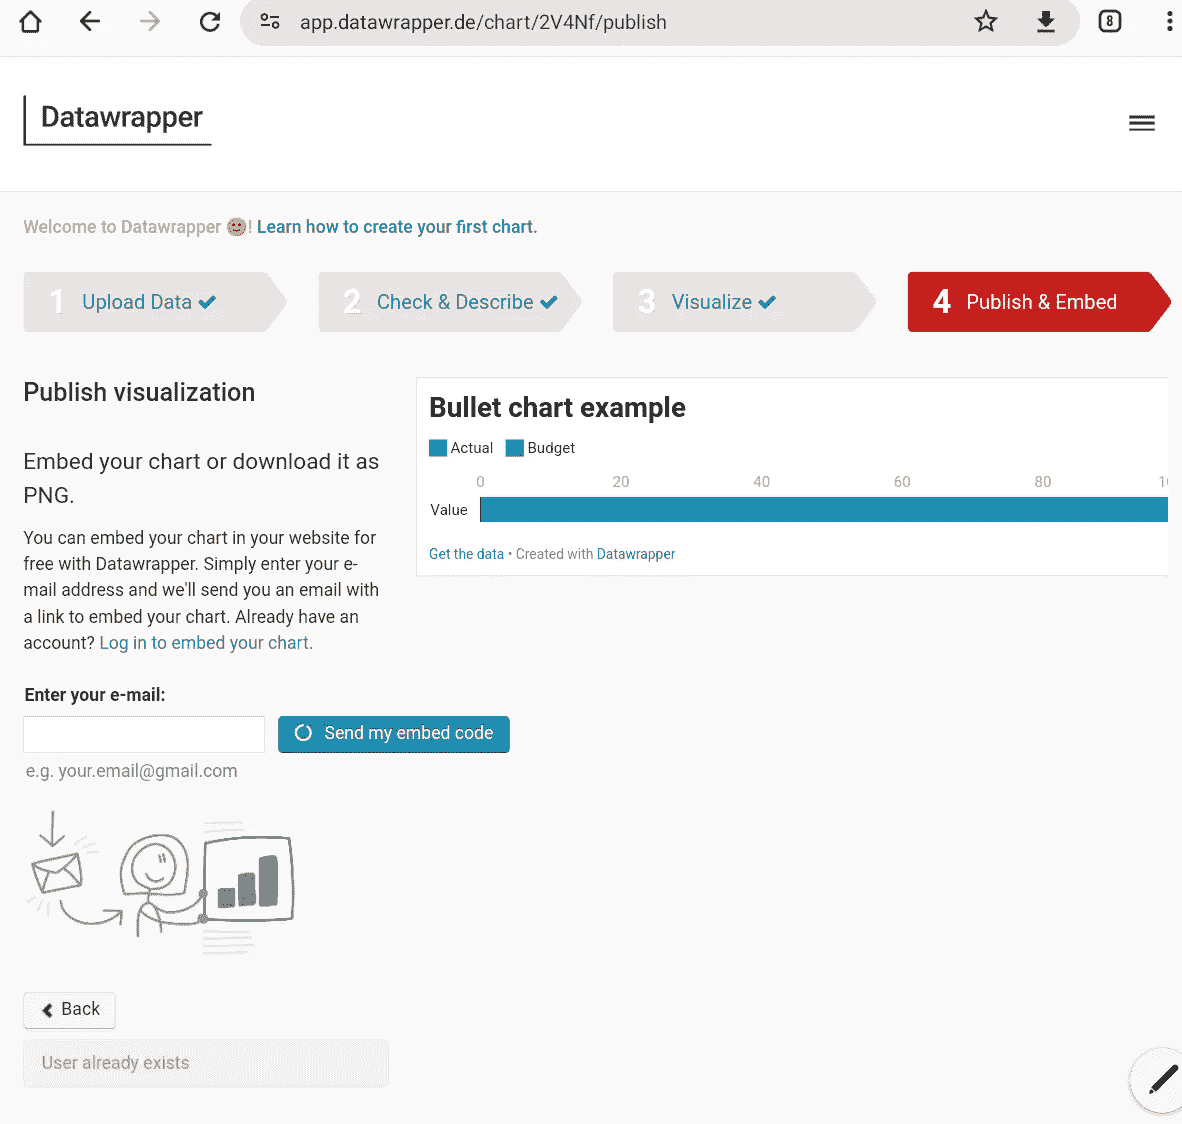 app.datawrapper.de/chart/2V4Nf/publish
8
Datawrapper
Welcome to Datawrapper ! Learn how to create your first chart.
1 Upload Data
2 Check & Describe
3 Visualize
4 Publish & Embed
Publish visualization
Embed your chart or download it as
PNG.
You can embed your chart in your website for
free with Datawrapper. Simply enter your e-
mail address and we'll send you an email with
a link to embed your chart. Already have an
account? Log in to embed your chart.
Enter your e-mail:
Send my embed code
e.g. your.email@gmail.com
Back
User already exists
Bullet chart example
Actual Budget
0 20 40 60 80
Value
Get the data • Created with Datawrapper